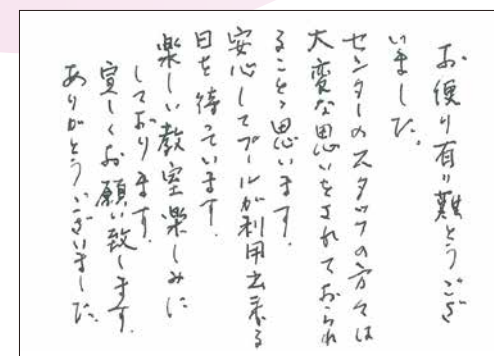 お便り有り難とうござ
いました。
センターのスタッフの方々は
大変な思いをされておられ
ることゝ思います。
安心してプールが利用出来る
日を待っています。
楽しい教室楽しみに
しております。
宜しくお願い致します。
ありがとうございました。